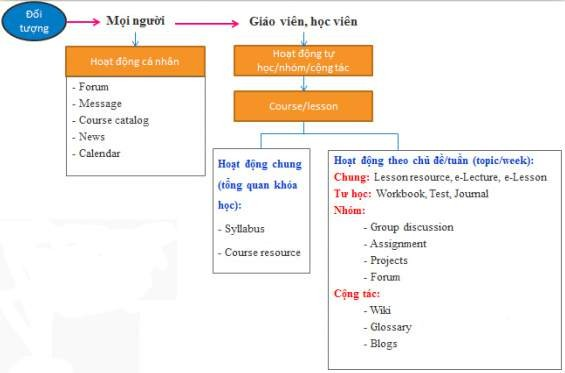 Đối
tượng
Mọi người
Giáo viên, học viên
Hoạt động cá nhân
- Forum
- Message
- Course catalog
- News
- Calendar
Hoạt động tự
học/nhóm/cộng tác
Course/lesson
Hoạt động chung
(tổng quan khóa
học):
- Syllabus
- Course resource
Hoạt động theo chủ đề/tuần (topic/week):
Chung: Lesson resource, e-Lecture, e-Lesson
Tư học: Workbook, Test, Journal
Nhóm:
- Group discussion
- Assignment
- Projects
- Forum
Cộng tác:
- Wiki
- Glossary
- Blogs